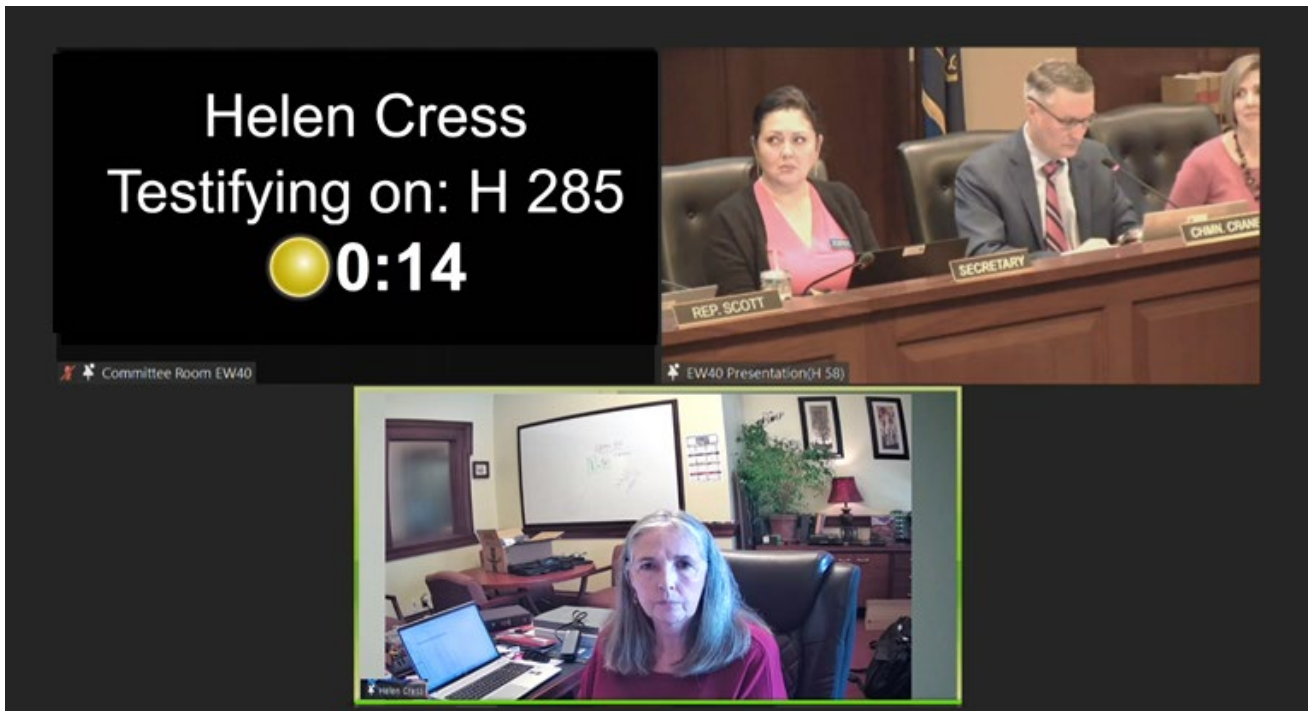 Helen Cress
Testifying on: H 285
0:14
Committee Room EW40
REP. SCOTT
SECRETARY
CHMN. CRANE
EW40 Presentation(H 58)
Helen Cress